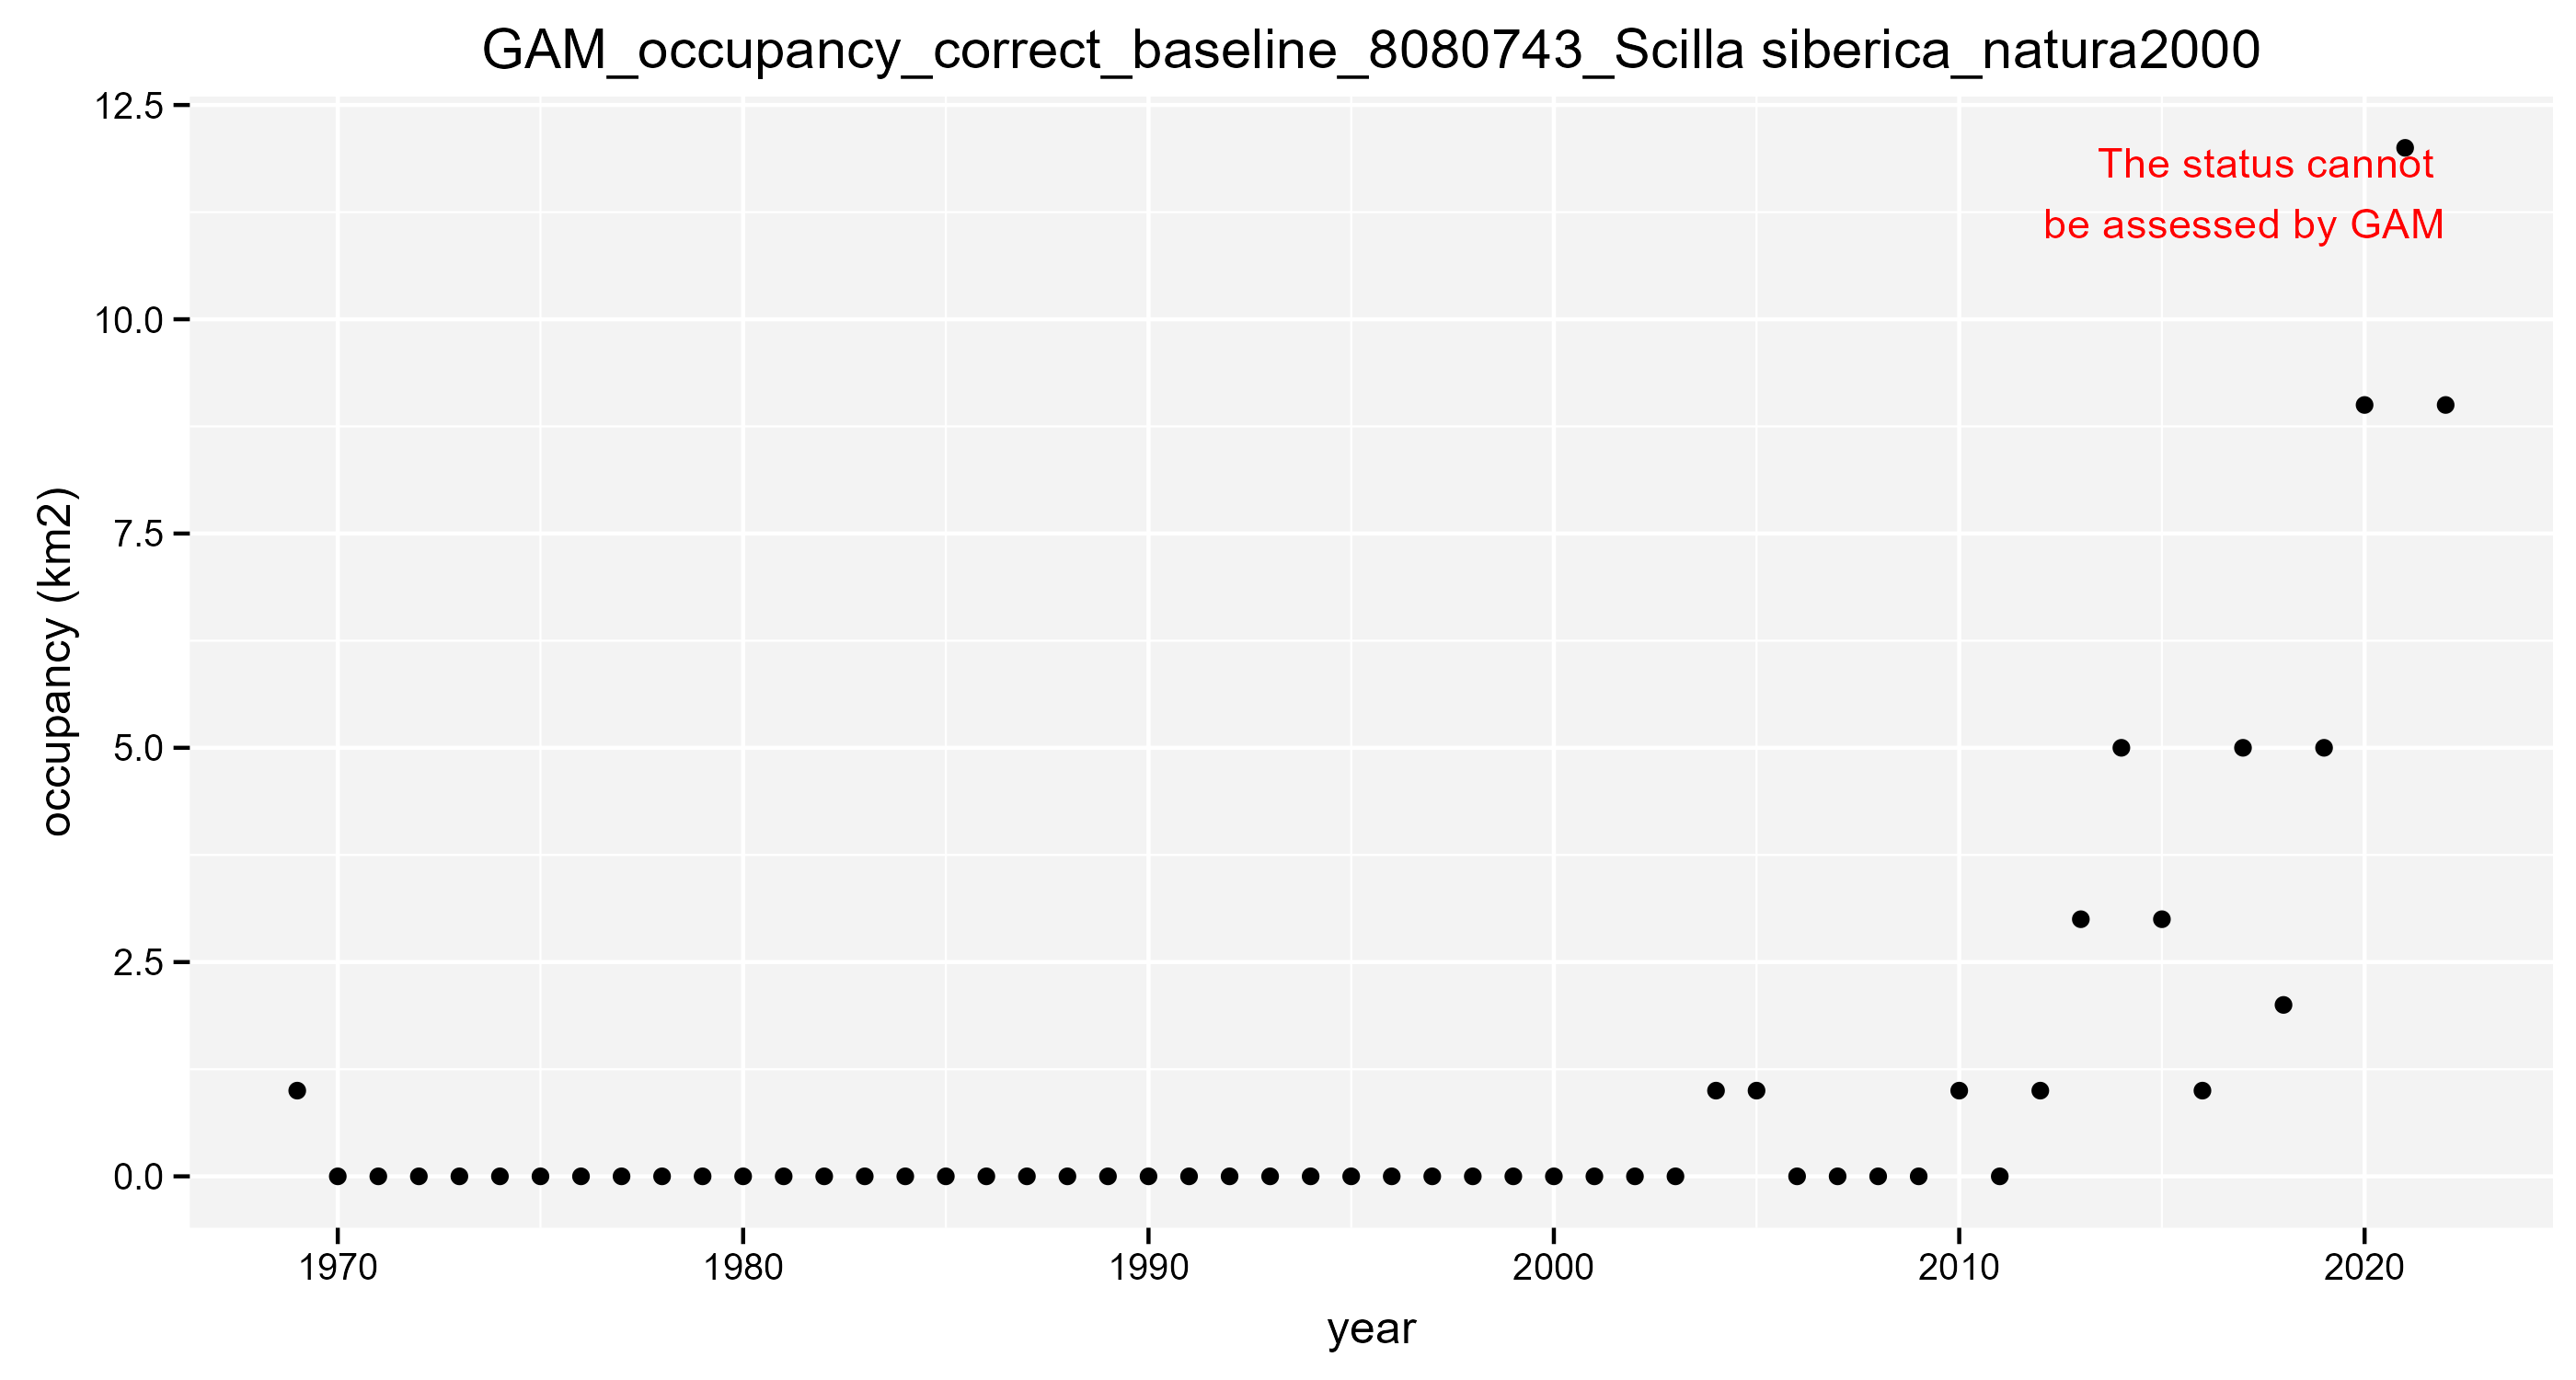 GAM_occupancy_correct_baseline_8080743_Scilla siberica_natura2000
12.5
The status cannot
be assessed by GAM
10.0
7.5
occupancy (km2)
5.0
2.5
0.0
1970 1980 1990 2000 2010 2020
year